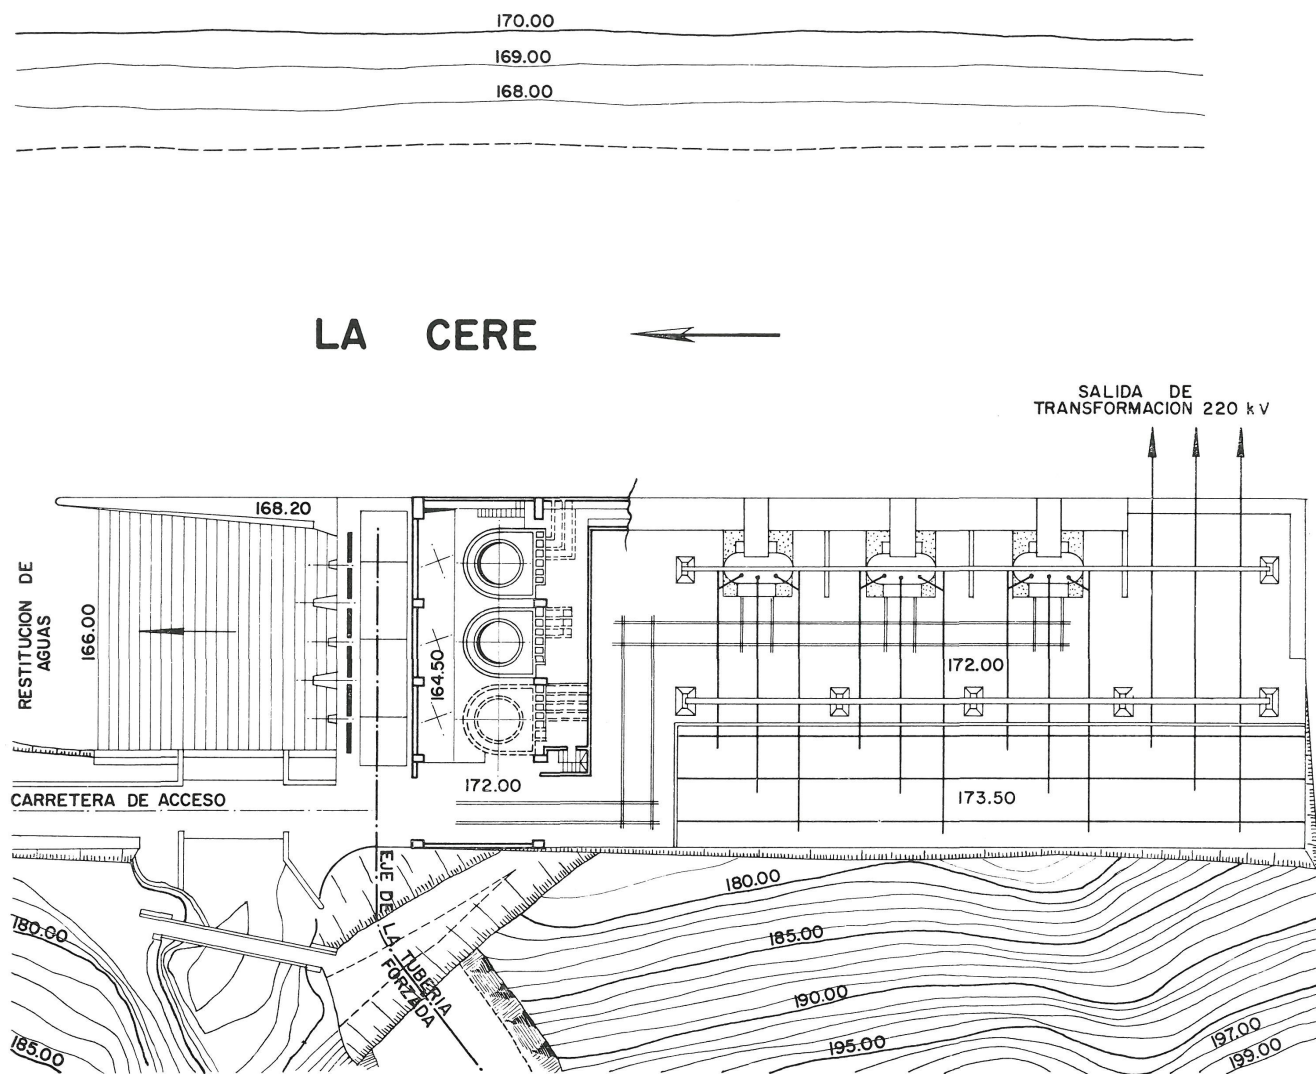 170.00
169.00
168.00
LA CERE
SALIDA DE
TRANSFORMACION 220 kV
168.20
RESTITUCION DE
AGUAS
166.00
164.50
172.00
172.00
CARRETERA DE ACCESO
173.50
EJE DE LA TUBERIA
FORZADA
180.00
180.00
185.00
190.00
185.00
195.00
197.00
199.00